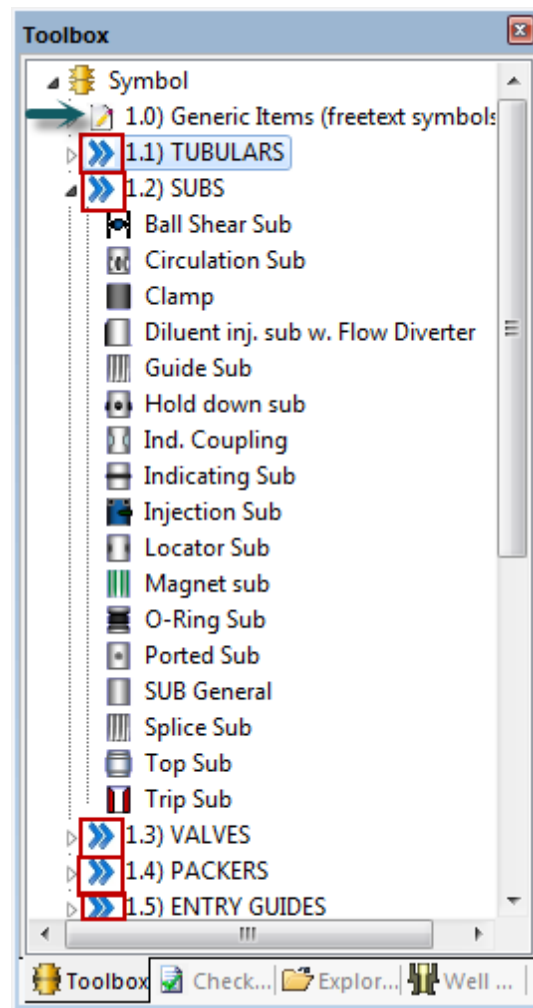 Toolbox
Symbol
1.0) Generic Items (freetext symbols
1.1) TUBULARS
1.2) SUBS
Ball Shear Sub
Circulation Sub
Clamp
Diluent inj. sub w. Flow Diverter
Guide Sub
Hold down sub
Ind. Coupling
Indicating Sub
Injection Sub
Locator Sub
Magnet sub
O-Ring Sub
Ported Sub
SUB General
Splice Sub
Top Sub
Trip Sub
1.3) VALVES
1.4) PACKERS
1.5) ENTRY GUIDES
Toolbox Check... Explor... Well ...